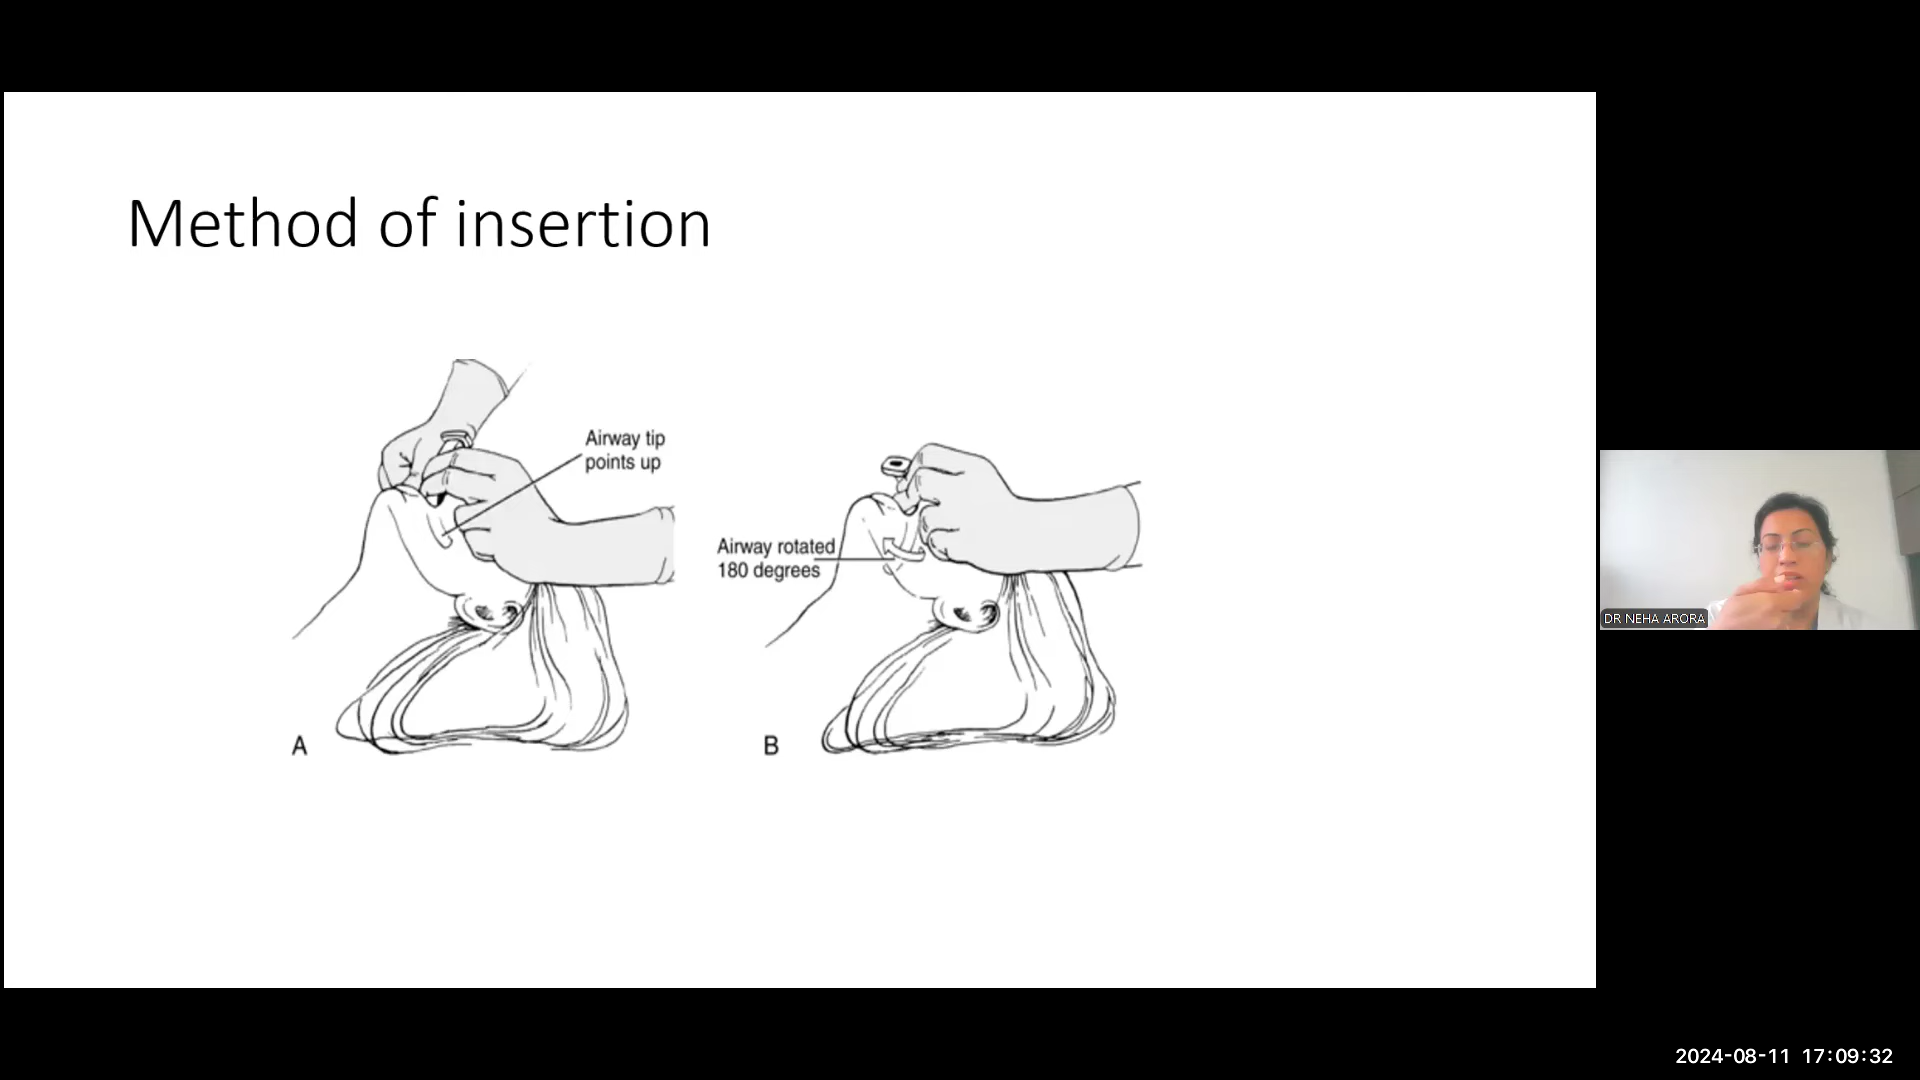 Method of insertion
Airway tip
points up
Airway rotated
180 degrees
A
B
DR NEHA ARORA
2024-08-11 17:09:32